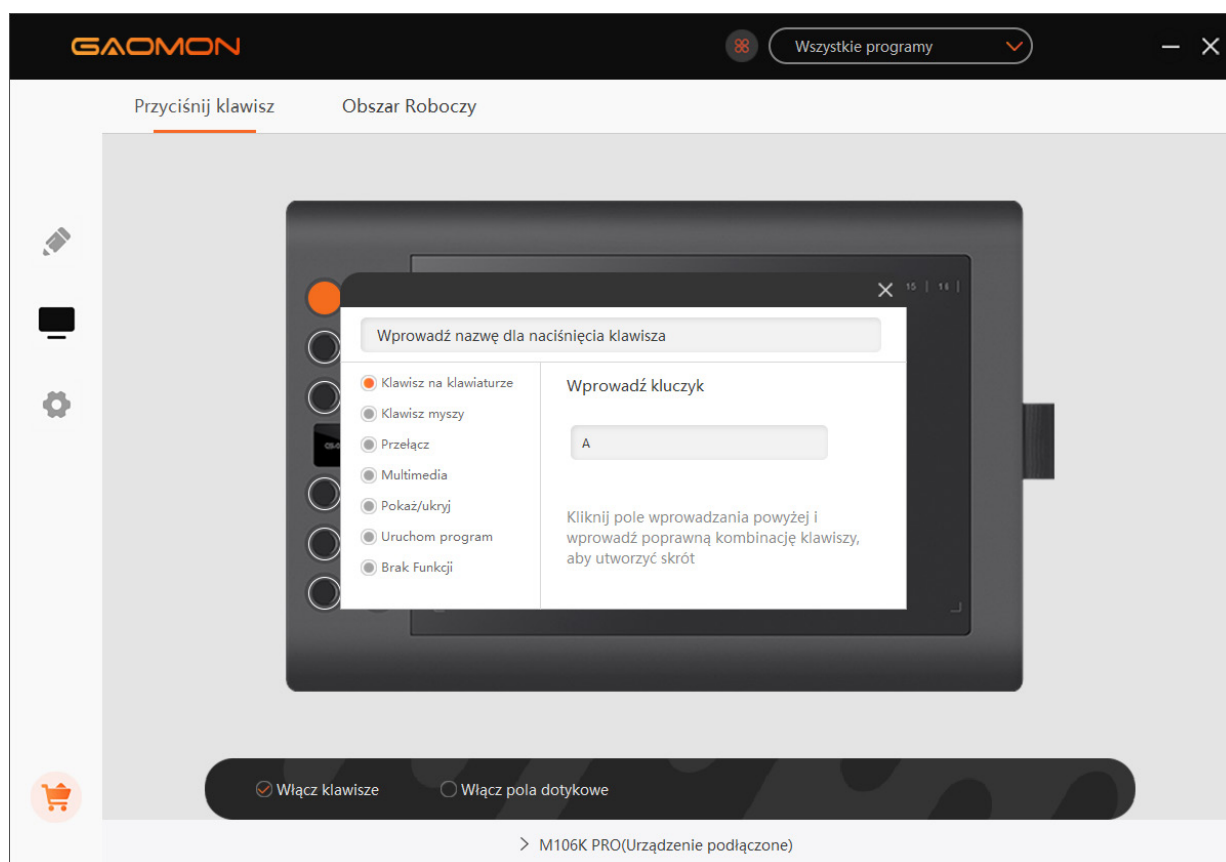 GAOMON
Wszystkie programy
Przyciśnij klawisz
Obszar Roboczy
15 | 16 |
Wprowadź nazwę dla naciśnięcia klawisza
Klawisz na klawiaturze
Klawisz myszy
Przełącz
Multimedia
Pokaż/ukryj
Uruchom program
Brak Funkcji
Wprowadź kluczyk
A
Kliknij pole wprowadzania powyżej i
wprowadź poprawną kombinację klawiszy,
aby utworzyć skrót
Włącz klawisze
Włącz pola dotykowe
M106K PRO(Urządzenie podłączone)